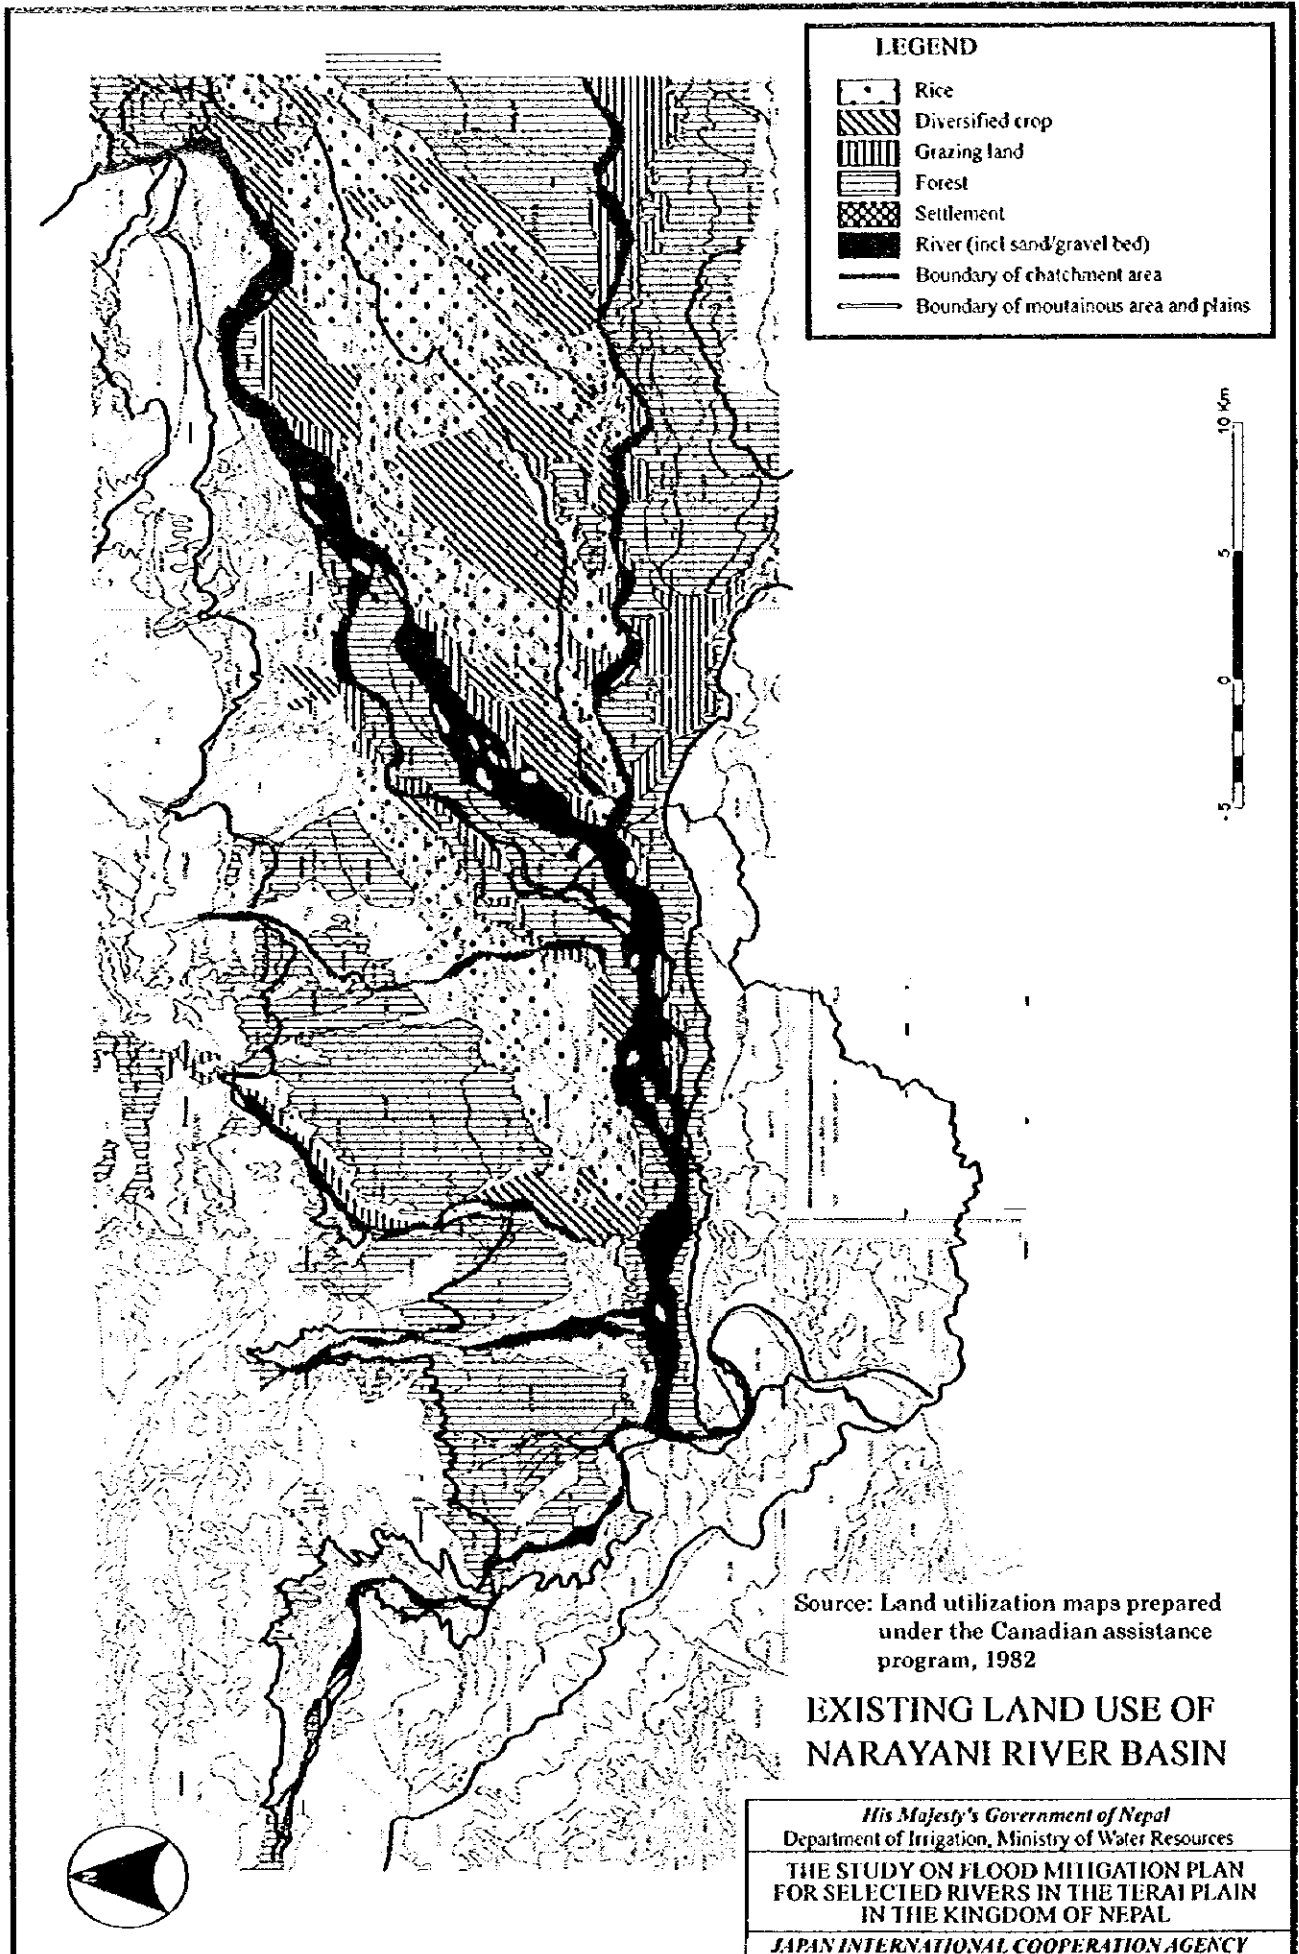 LEGEND
Rice
Diversified crop
Grazing land
Forest
Settlement
River (incl sand/gravel bed)
Boundary of chatchment area
Boundary of moutainous area and plains
10 Km
5
0
5
Source: Land utilization maps prepared
under the Canadian assistance
program, 1982
EXISTING LAND USE OF
NARAYANI RIVER BASIN
N
His Majesty's Government of Nepal
Department of Irrigation, Ministry of Water Resources
THE STUDY ON FLOOD MITIGATION PLAN
FOR SELECTED RIVERS IN THE TERAI PLAIN
IN THE KINGDOM OF NEPAL
JAPAN INTERNATIONAL COOPERATION AGENCY